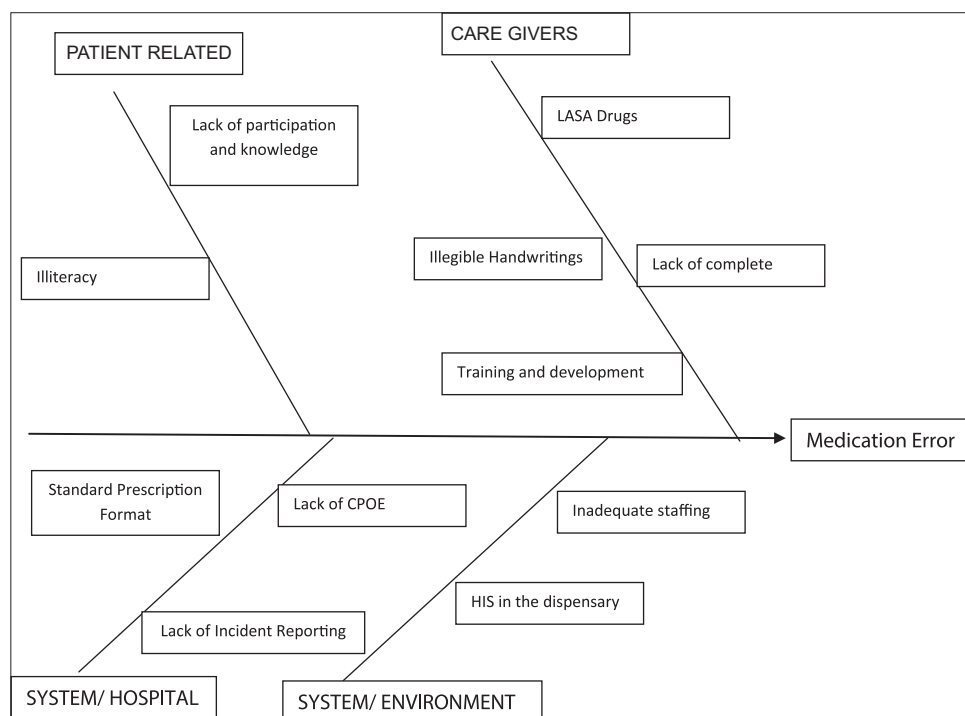 PATIENT RELATED
CARE GIVERS
Lack of participation
and knowledge
LASA Drugs
Illiteracy
Illegible Handwritings
Lack of complete
Training and development
Medication Error
Standard Prescription
Format
Lack of CPOE
Inadequate staffing
Lack of Incident Reporting
HIS in the dispensary
SYSTEM/ HOSPITAL
SYSTEM/ ENVIRONMENT